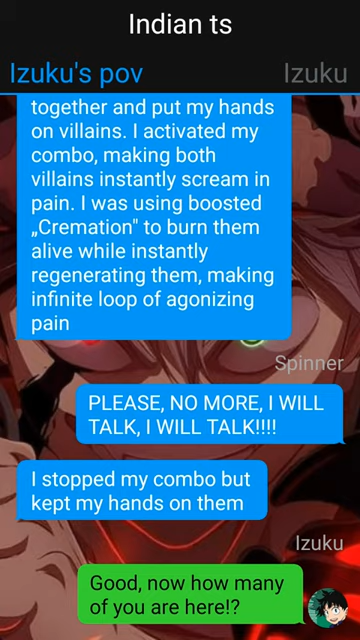 Indian ts
Izuku's pov
Izuku
together and put my hands
on villains. I activated my
combo, making both
villains instantly scream in
pain. I was using boosted
„Cremation" to burn them
alive while instantly
regenerating them, making
infinite loop of agonizing
pain
Spinner
PLEASE, NO MORE, I WILL
TALK, I WILL TALK!!!!
I stopped my combo but
kept my hands on them
Izuku
Good, now how many
of you are here!?